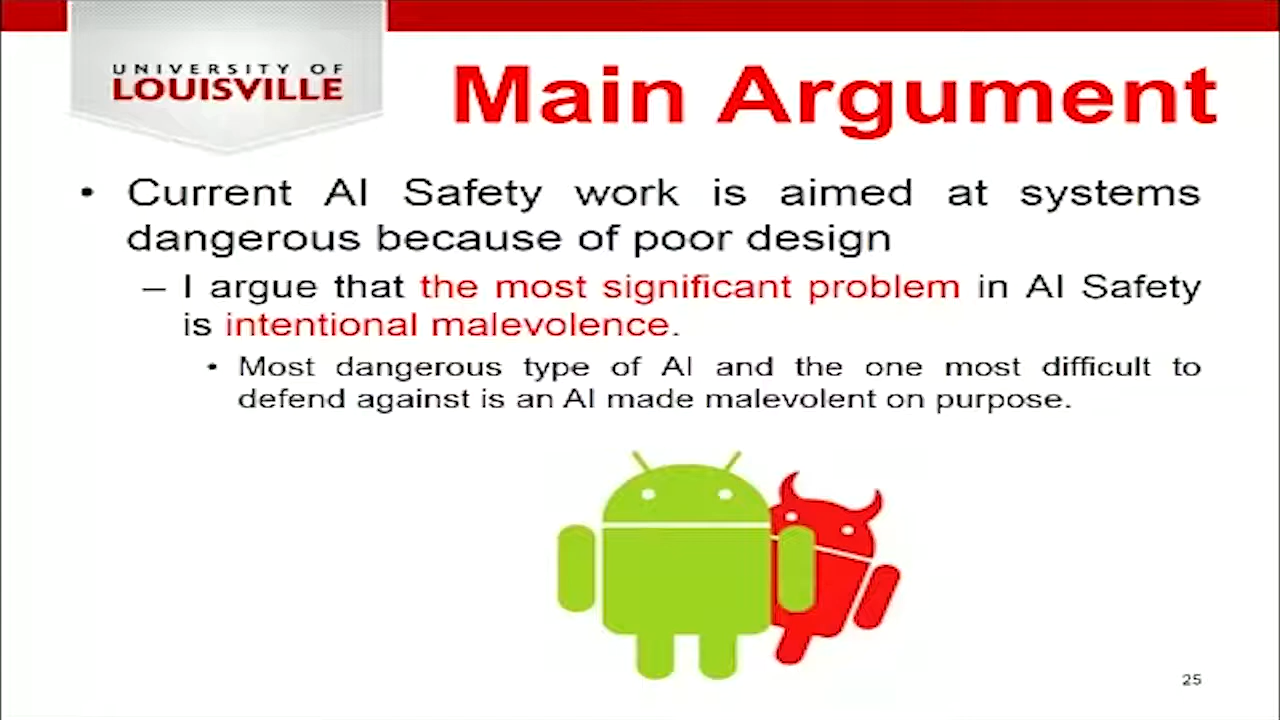 UNIVERSITY OF
LOUISVILLE
Main Argument
• Current AI Safety work is aimed at systems
dangerous because of poor design
– I argue that the most significant problem in AI Safety
is intentional malevolence.
• Most dangerous type of AI and the one most difficult to
defend against is an AI made malevolent on purpose.
25